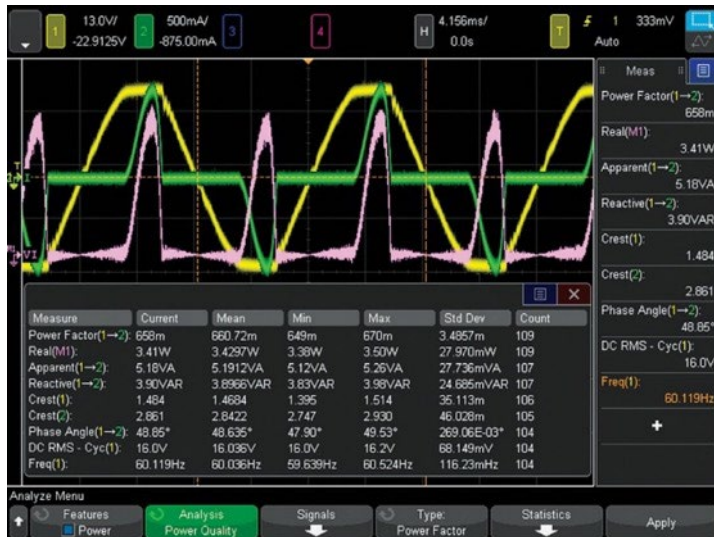 1 13.0V/ -22.9125V 2 500mA/ -875.00mA 3 4 H 4.156ms/ 0.0s T 1 333mV Auto
Meas
Power Factor(1→2):
658m
Real(M1):
3.41W
Apparent(1→2):
5.18VA
Reactive(1→2):
3.90VAR
Crest(1):
1.484
Crest(2):
2.861
Phase Angle(1→2):
48.85°
DC RMS - Cyc(1):
16.0V
Freq(1):
60.119Hz
+
T
I
VI
Measure Current Mean Min Max Std Dev Count
Power Factor(1→2): 658m 660.72m 649m 670m 3.4857m 109
Real(M1): 3.41W 3.4297W 3.38W 3.50W 27.970mW 109
Apparent(1→2): 5.18VA 5.1912VA 5.12VA 5.26VA 27.736mVA 107
Reactive(1→2): 3.90VAR 3.8966VAR 3.83VAR 3.98VAR 24.685mVAR 107
Crest(1): 1.484 1.4684 1.395 1.514 35.113m 106
Crest(2): 2.861 2.8422 2.747 2.930 46.028m 105
Phase Angle(1→2): 48.85° 48.635° 47.90° 49.53° 269.06E-03° 104
DC RMS - Cyc(1): 16.0V 16.036V 16.0V 16.2V 68.149mV 104
Freq(1): 60.119Hz 60.036Hz 59.639Hz 60.524Hz 116.23mHz 104
Analyze Menu
Features Power
Analysis Power Quality
Signals
Type: Power Factor
Statistics
Apply